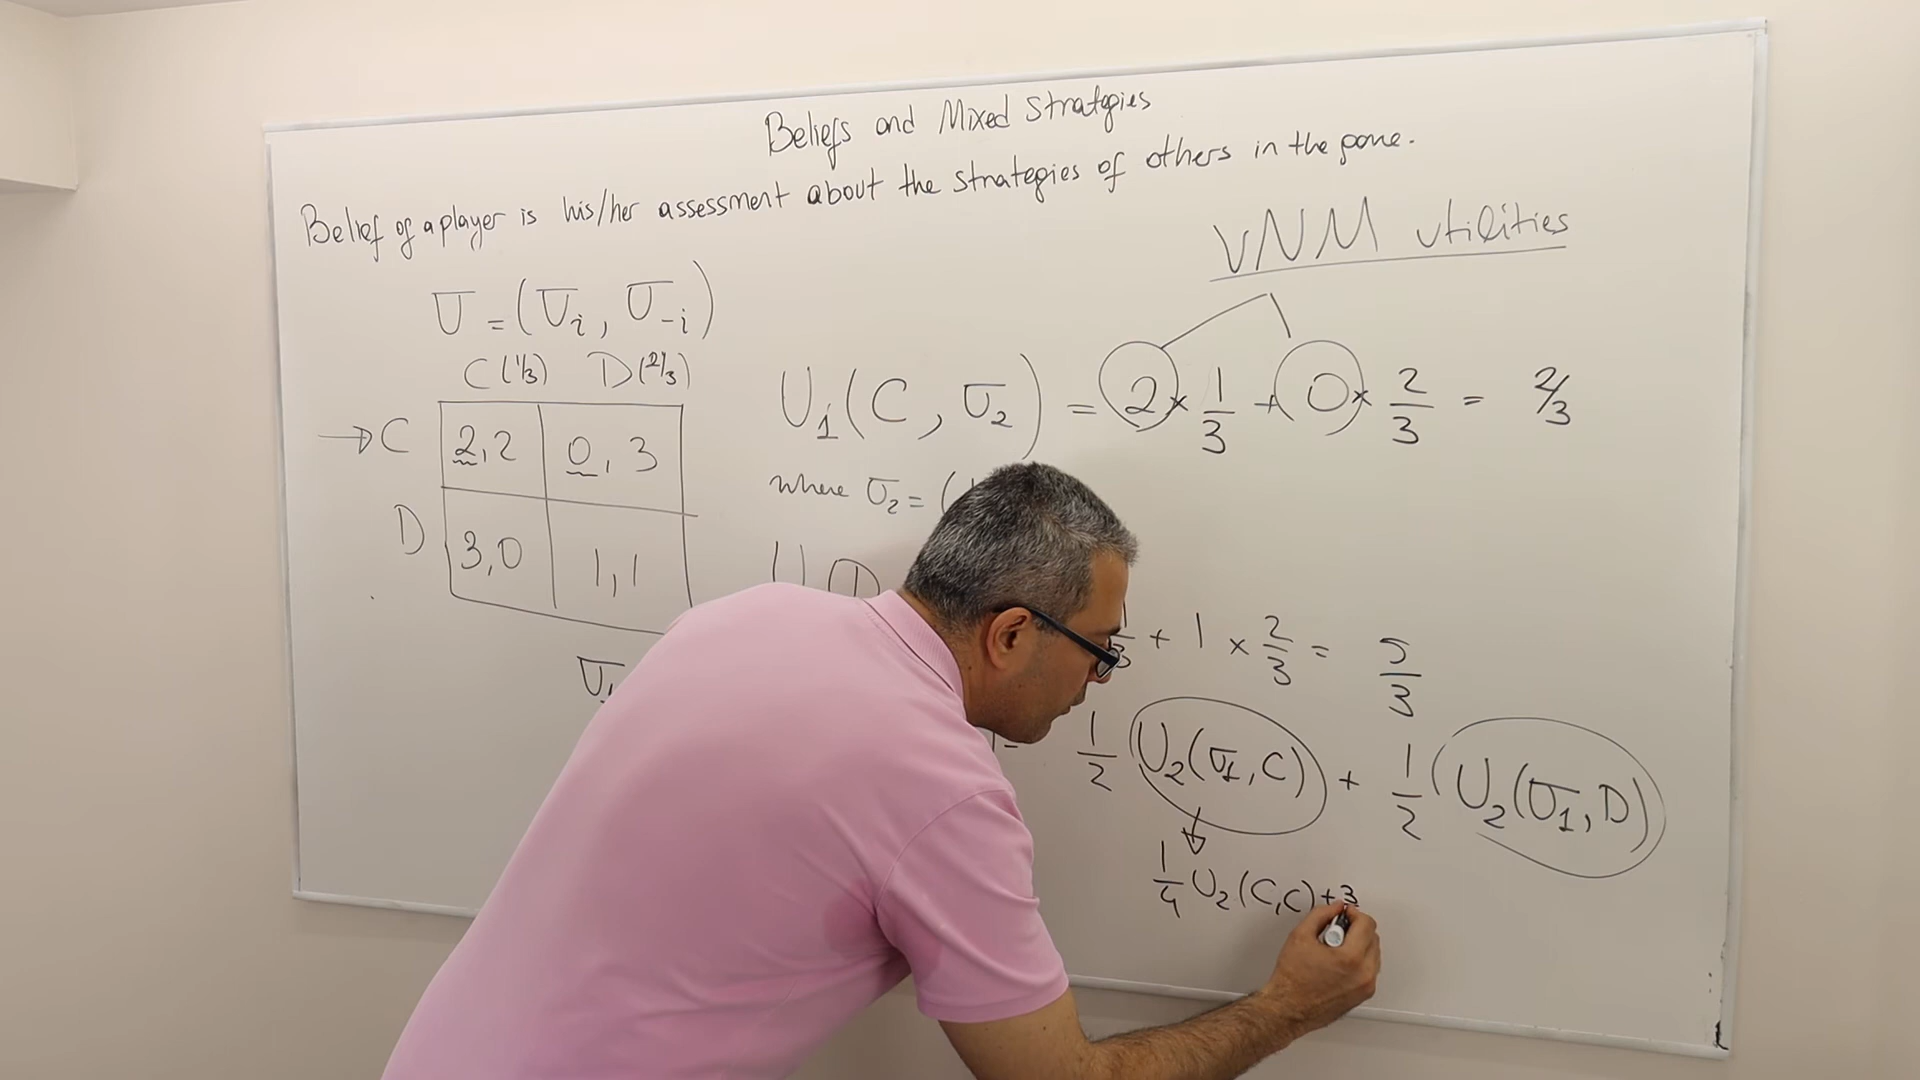 Beliefs and Mixed Strategies
Belief of a player is his/her assessment about the strategies of others in the game.
vNM utilities
σ = (σi, σ-i)
C (1/3) D (2/3)
→ C 2,2 0,3
D 3,0 1,1
U1(C, σ2) = 2 × 1/3 + 0 × 2/3 = 2/3
where σ2 = (
+ 1 × 2/3 = 5/3
1/2 U2(σ1, C) + 1/2 U2(σ1, D)
1/4 U2(C,C) + 3